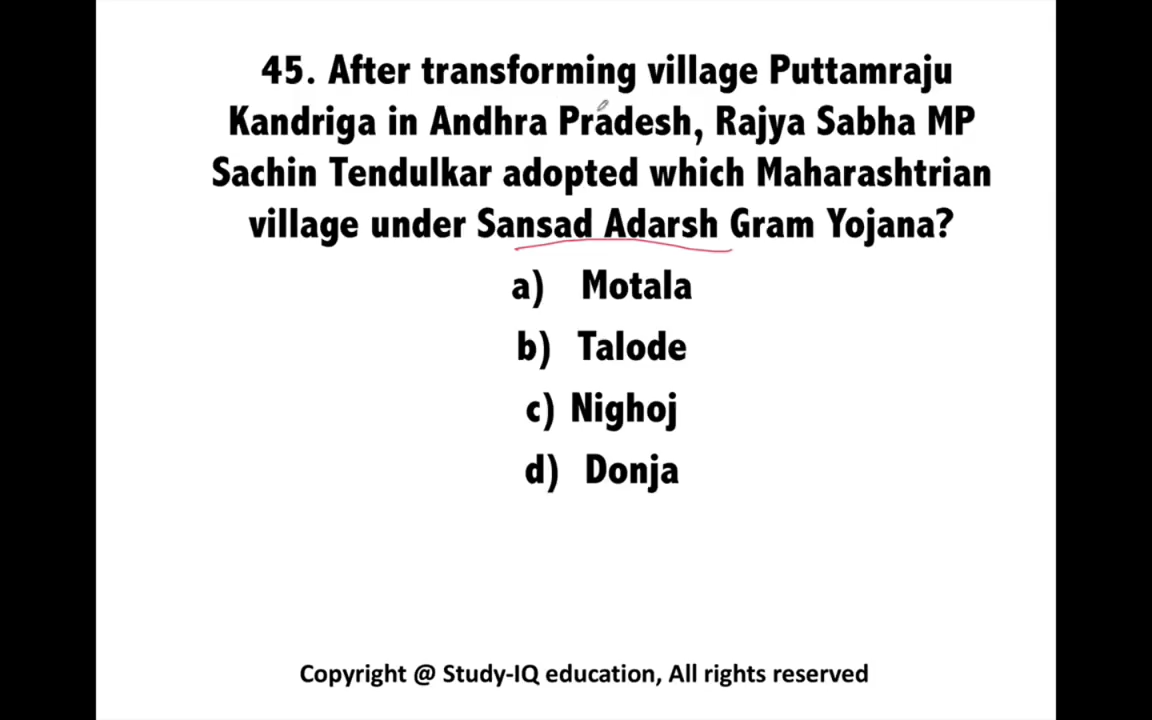 45. After transforming village Puttamraju
Kandriga in Andhra Pradesh, Rajya Sabha MP
Sachin Tendulkar adopted which Maharashtrian
village under Sansad Adarsh Gram Yojana?
a) Motala
b) Talode
c) Nighoj
d) Donja
Copyright @ Study-IQ education, All rights reserved